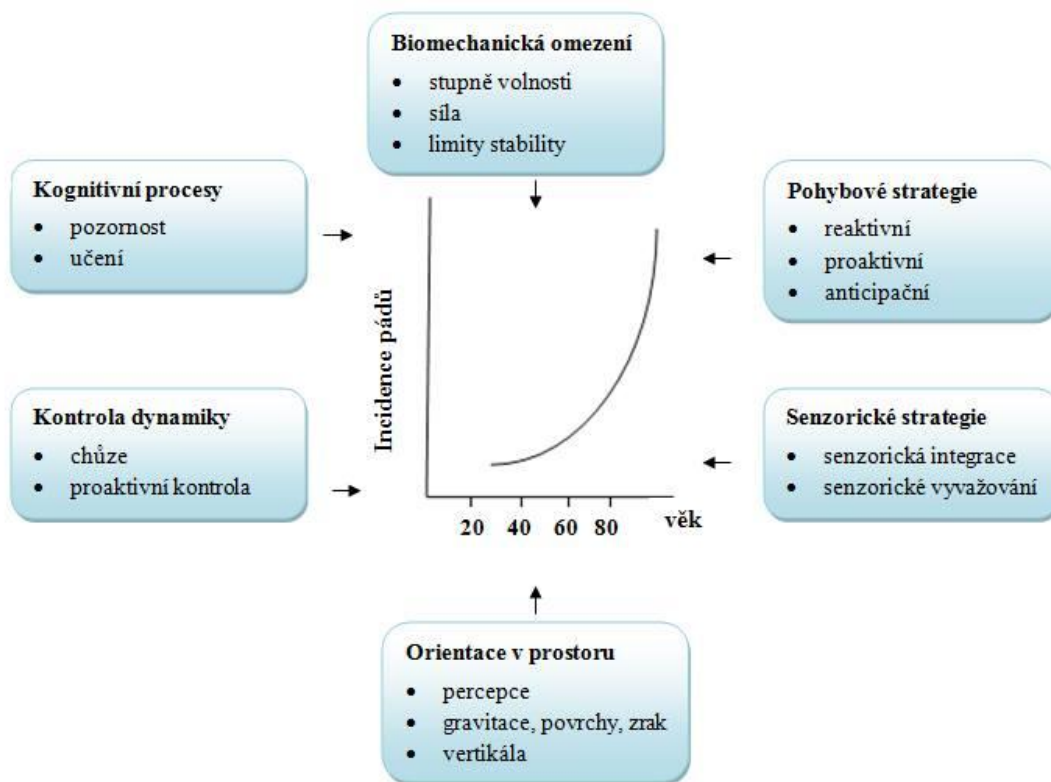 Biomechanická omezení
• stupně volnosti
• síla
• limity stability
Kognitivní procesy
• pozornost
• učení
Pohybové strategie
• reaktivní
• proaktivní
• anticipační
Incidence pádů
Kontrola dynamiky
• chůze
• proaktivní kontrola
Senzorické strategie
• senzorická integrace
• senzorické vyvažování
20 40 60 80 věk
Orientace v prostoru
• percepce
• gravitace, povrchy, zrak
• vertikála